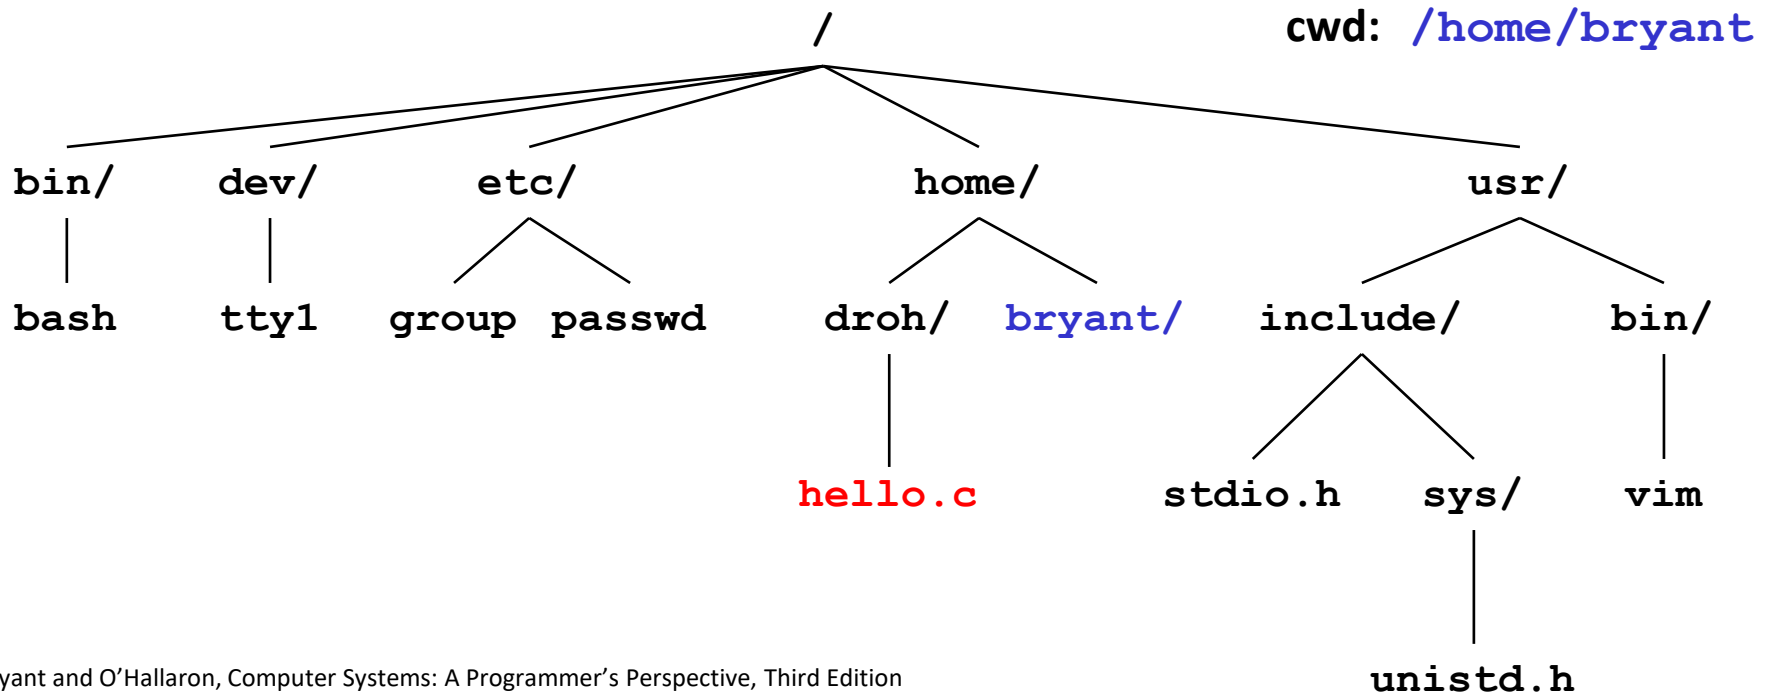 /
cwd: /home/bryant
bin/ dev/ etc/ home/ usr/
bash tty1 group passwd droh/ bryant/ include/ bin/
hello.c stdio.h sys/ vim
unistd.h
yant and O’Hallaron, Computer Systems: A Programmer’s Perspective, Third Edition